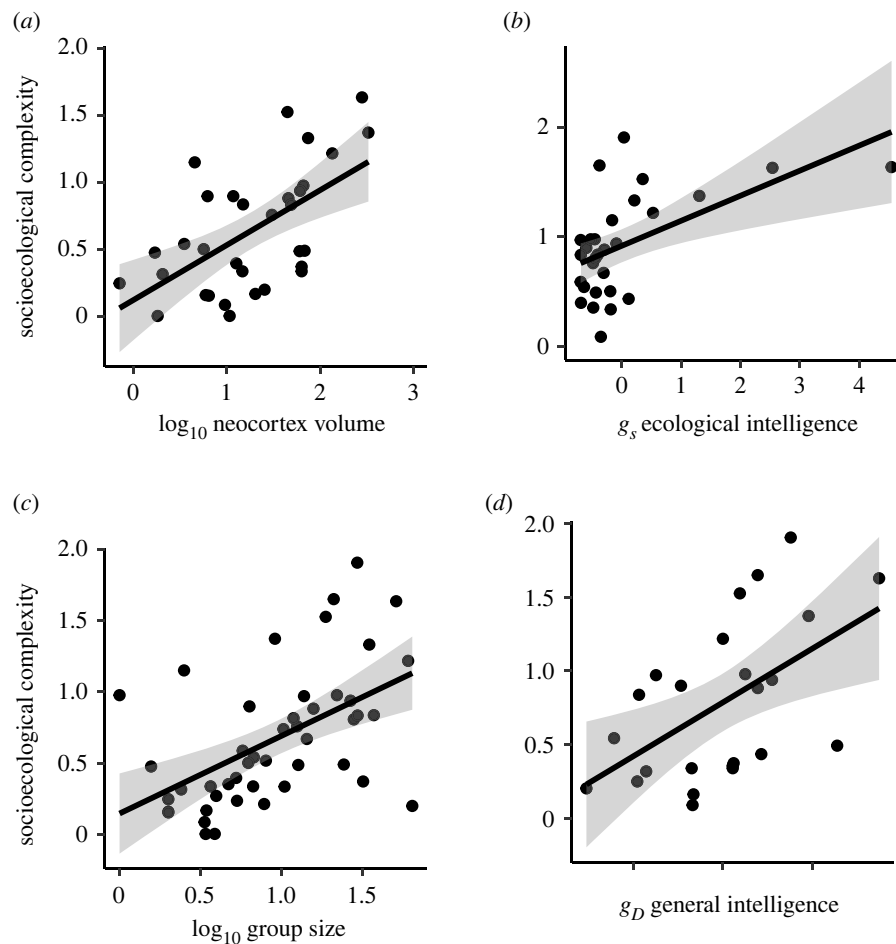 (a)
(b)
socioecological complexity
2.0
1.5
1.0
0.5
0
2
1
0
0 1 2 3
0 1 2 3 4
log10 neocortex volume
gs ecological intelligence
(c)
(d)
socioecological complexity
2.0
1.5
1.0
0.5
0
2.0
1.5
1.0
0.5
0
0 0.5 1.0 1.5
log10 group size
gD general intelligence